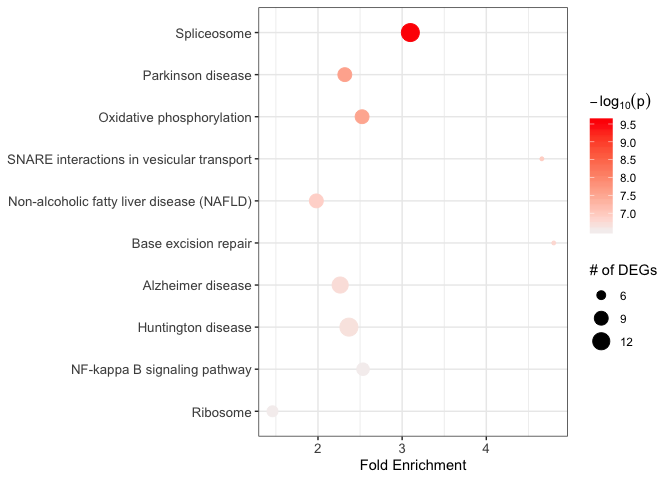 Spliceosome
Parkinson disease
Oxidative phosphorylation
SNARE interactions in vesicular transport
Non-alcoholic fatty liver disease (NAFLD)
Base excision repair
Alzheimer disease
Huntington disease
NF-kappa B signaling pathway
Ribosome
2 3 4
Fold Enrichment
−log₁₀(p)
9.5
9.0
8.5
8.0
7.5
7.0
# of DEGs
6
9
12